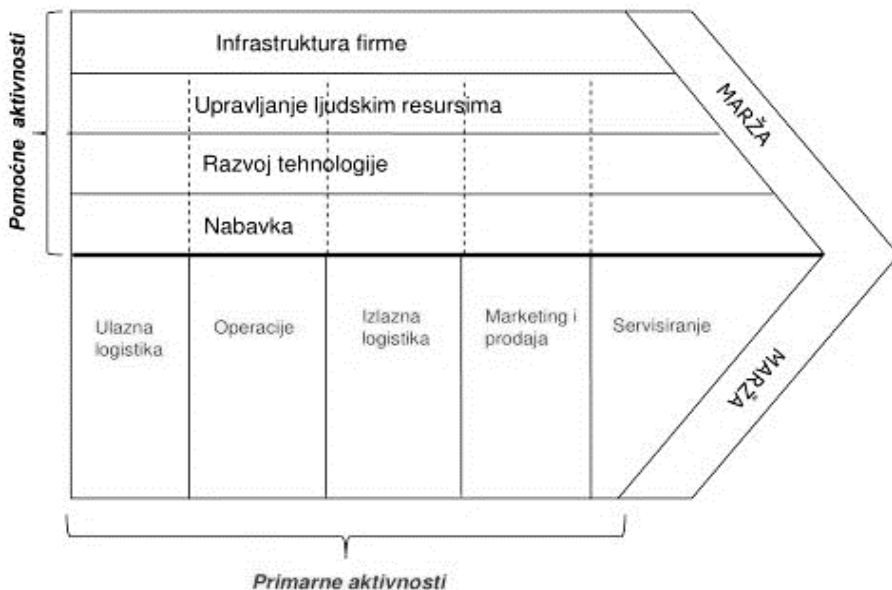 Pomoćne aktivnosti
Infrastruktura firme
Upravljanje ljudskim resursima
Razvoj tehnologije
Nabavka
MARŽA
Ulazna
logistika
Operacije
Izlazna
logistika
Marketing i
prodaja
Servisiranje
MARŽA
Primarne aktivnosti